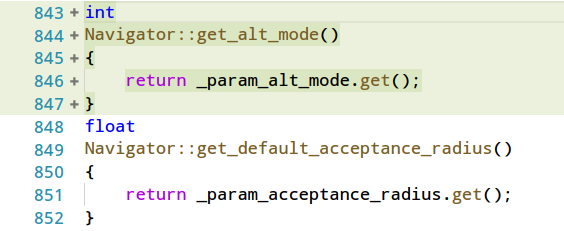 843 + int
844 + Navigator::get_alt_mode()
845 + {
846 +     return _param_alt_mode.get();
847 + }
848 float
849 Navigator::get_default_acceptance_radius()
850 {
851     return _param_acceptance_radius.get();
852 }